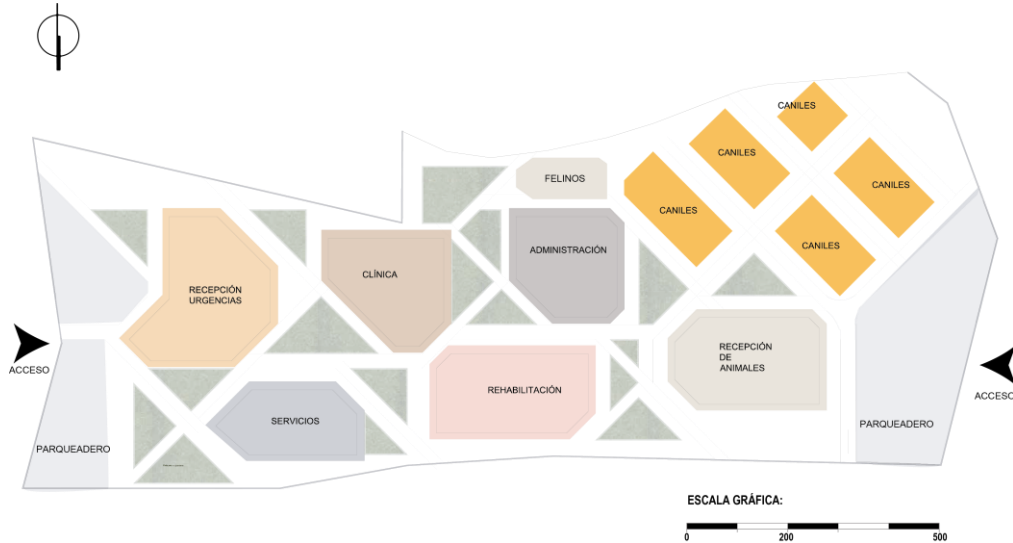 CANILES
CANILES
CANILES
FELINOS
CANILES
CANILES
ADMINISTRACIÓN
CANILES
CLÍNICA
RECEPCIÓN
URGENCIAS
RECEPCIÓN
DE
ANIMALES
ACCESO
REHABILITACIÓN
ACCESO
SERVICIOS
PARQUEADERO
PARQUEADERO
ESCALA GRÁFICA:
0
200
500